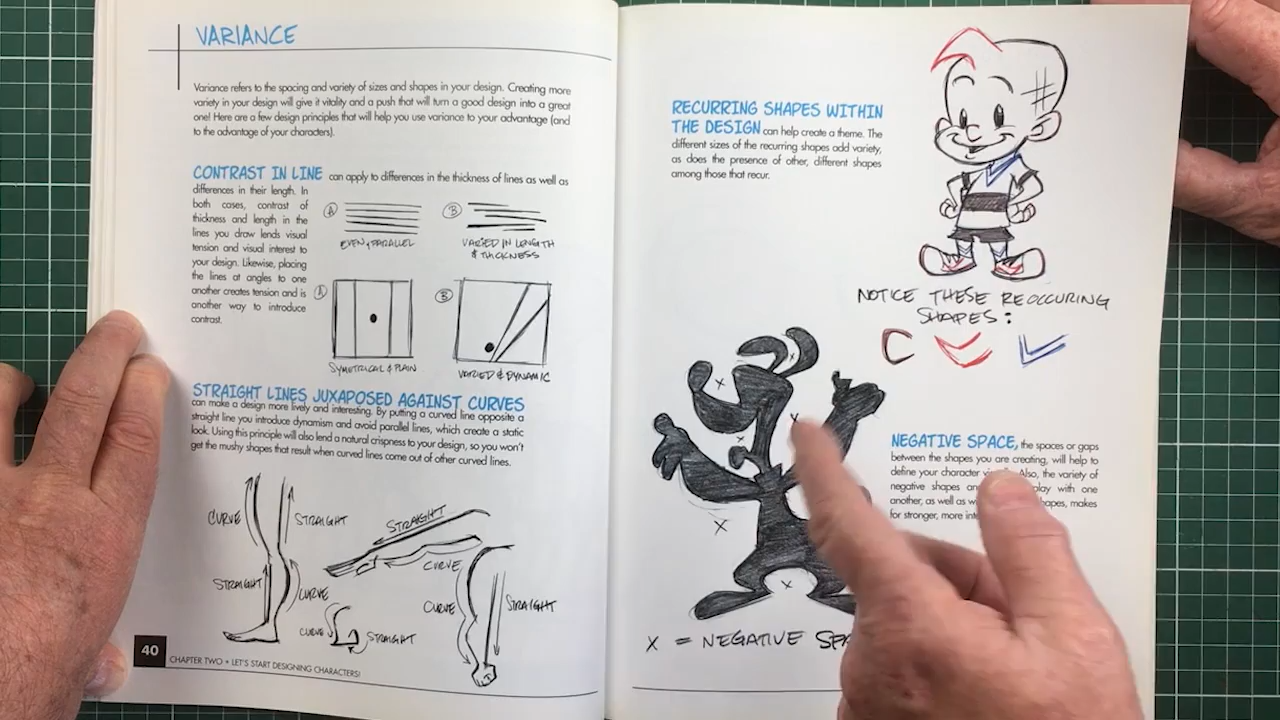 VARIANCE
Variance refers to the spacing and variety of sizes and shapes in your design. Creating more
variety in your design will give it vitality and a push that will turn a good design into a great
one! Here are a few design principles that will help you use variance to your advantage (and
to the advantage of your characters).
CONTRAST IN LINE can apply to differences in the thickness of lines as well as
differences in their length. In
both cases, contrast of
thickness and length in the
lines you draw lends visual
tension and visual interest to
your design. Likewise, placing
the lines at angles to one
another creates tension and is
another way to introduce
contrast.
A
EVEN & PARALLEL
B
VARIED IN LENGTH
& THICKNESS
A
SYMETRICAL & PLAIN
B
VARIED & DYNAMIC
STRAIGHT LINES JUXAPOSED AGAINST CURVES
can make a design more lively and interesting. By putting a curved line opposite a
straight line you introduce dynamism and avoid parallel lines, which create a static
look. Using this principle will also lend a natural crispness to your design, so you won't
get the mushy shapes that result when curved lines come out of other curved lines.
CURVE
STRAIGHT
STRAIGHT
CURVE
STRAIGHT
CURVE
CURVE
STRAIGHT
CURVE
STRAIGHT
40
CHAPTER TWO • LET'S START DESIGNING CHARACTERS!
RECURRING SHAPES WITHIN
THE DESIGN can help create a theme. The
different sizes of the recurring shapes add variety,
as does the presence of other, different shapes
among those that recur.
NOTICE THESE REOCCURING
SHAPES:
X
X
X
X
X
NEGATIVE SPACE, the spaces or gaps
between the shapes you are creating, will help to
define your character Also, the variety of
negative shapes play with one
another, as well as shapes, makes
for stronger, more
X = NEGATIVE